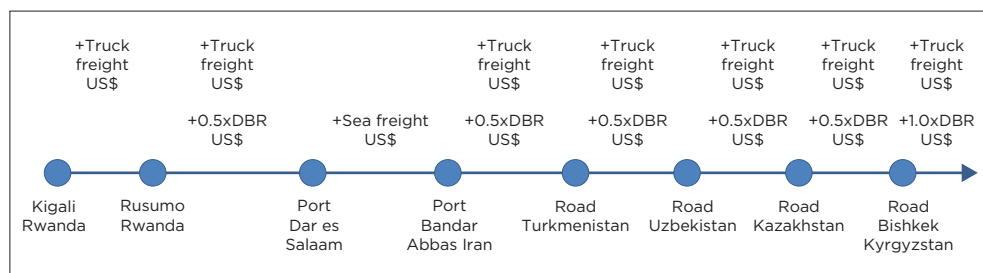 +Truck
freight
US$
+Truck
freight
US$
+Truck
freight
US$
+Truck
freight
US$
+Truck
freight
US$
+Truck
freight
US$
+Truck
freight
US$
+0.5xDBR
US$
+Sea freight
US$
+0.5xDBR
US$
+0.5xDBR
US$
+0.5xDBR
US$
+0.5xDBR
US$
+1.0xDBR
US$
Kigali
Rwanda
Rusumo
Rwanda
Port
Dar es
Salaam
Port
Bandar
Abbas Iran
Road
Turkmenistan
Road
Uzbekistan
Road
Kazakhstan
Road
Bishkek
Kyrgyzstan